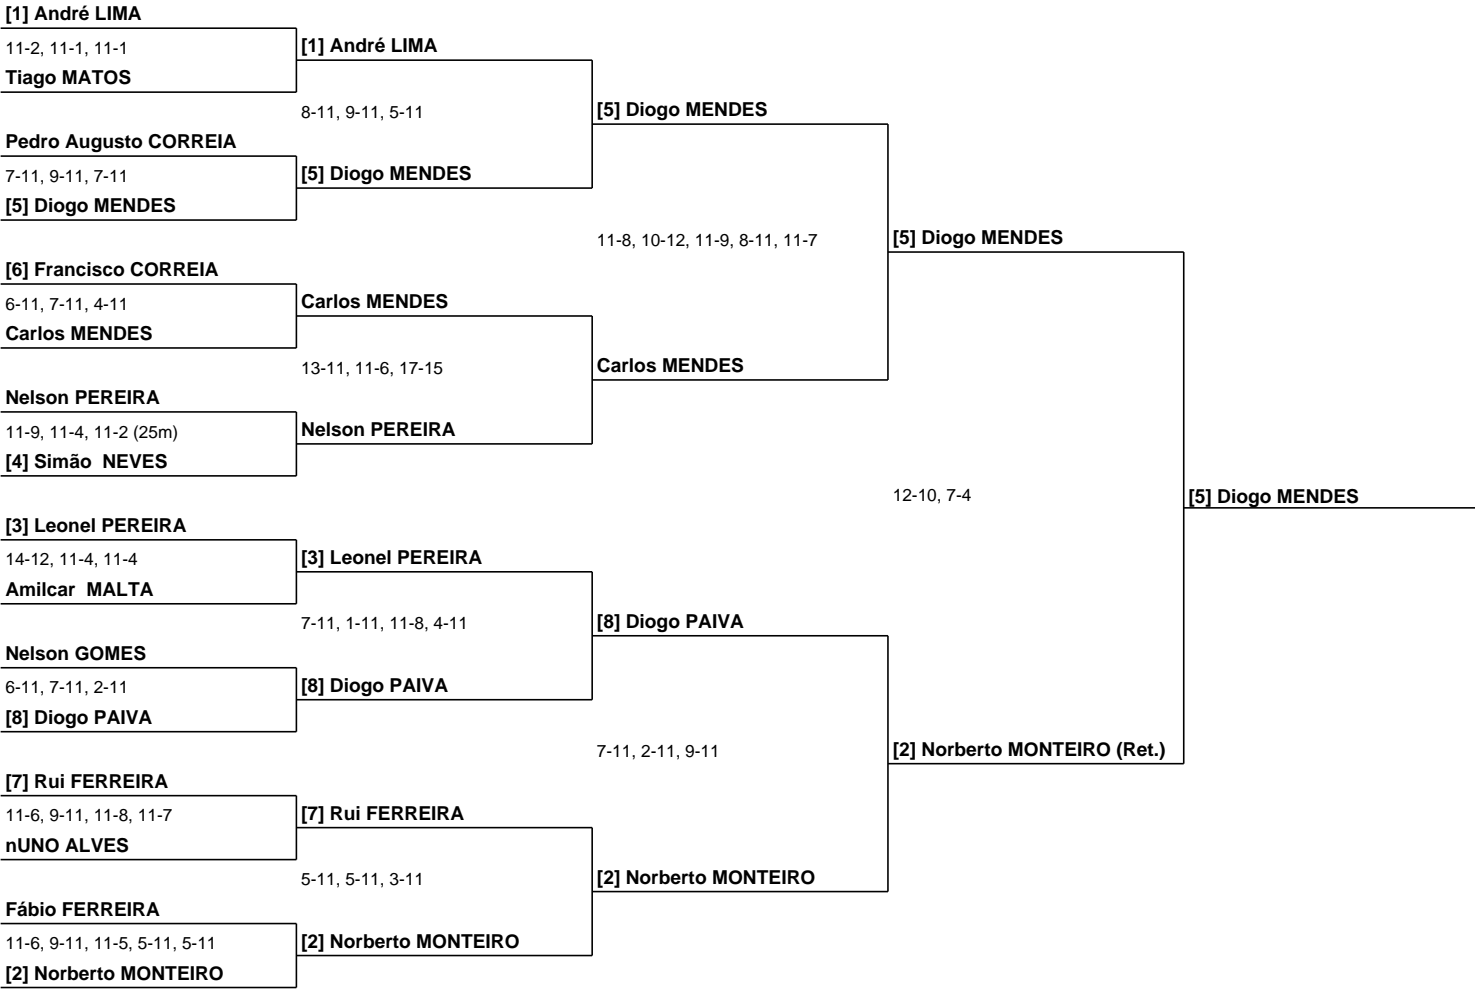 [1] André LIMA
11-2, 11-1, 11-1
Tiago MATOS
Pedro Augusto CORREIA
7-11, 9-11, 7-11
[5] Diogo MENDES
[6] Francisco CORREIA
6-11, 7-11, 4-11
Carlos MENDES
Nelson PEREIRA
11-9, 11-4, 11-2 (25m)
[4] Simão  NEVES
[3] Leonel PEREIRA
14-12, 11-4, 11-4
Amilcar  MALTA
Nelson GOMES
6-11, 7-11, 2-11
[8] Diogo PAIVA
[7] Rui FERREIRA
11-6, 9-11, 11-8, 11-7
nUNO ALVES
Fábio FERREIRA
11-6, 9-11, 11-5, 5-11, 5-11
[2] Norberto MONTEIRO
[1] André LIMA
8-11, 9-11, 5-11
[5] Diogo MENDES
Carlos MENDES
13-11, 11-6, 17-15
Nelson PEREIRA
[3] Leonel PEREIRA
7-11, 1-11, 11-8, 4-11
[8] Diogo PAIVA
[7] Rui FERREIRA
5-11, 5-11, 3-11
[2] Norberto MONTEIRO
[5] Diogo MENDES
11-8, 10-12, 11-9, 8-11, 11-7
Carlos MENDES
[8] Diogo PAIVA
7-11, 2-11, 9-11
[2] Norberto MONTEIRO
[5] Diogo MENDES
12-10, 7-4
[2] Norberto MONTEIRO (Ret.)
[5] Diogo MENDES